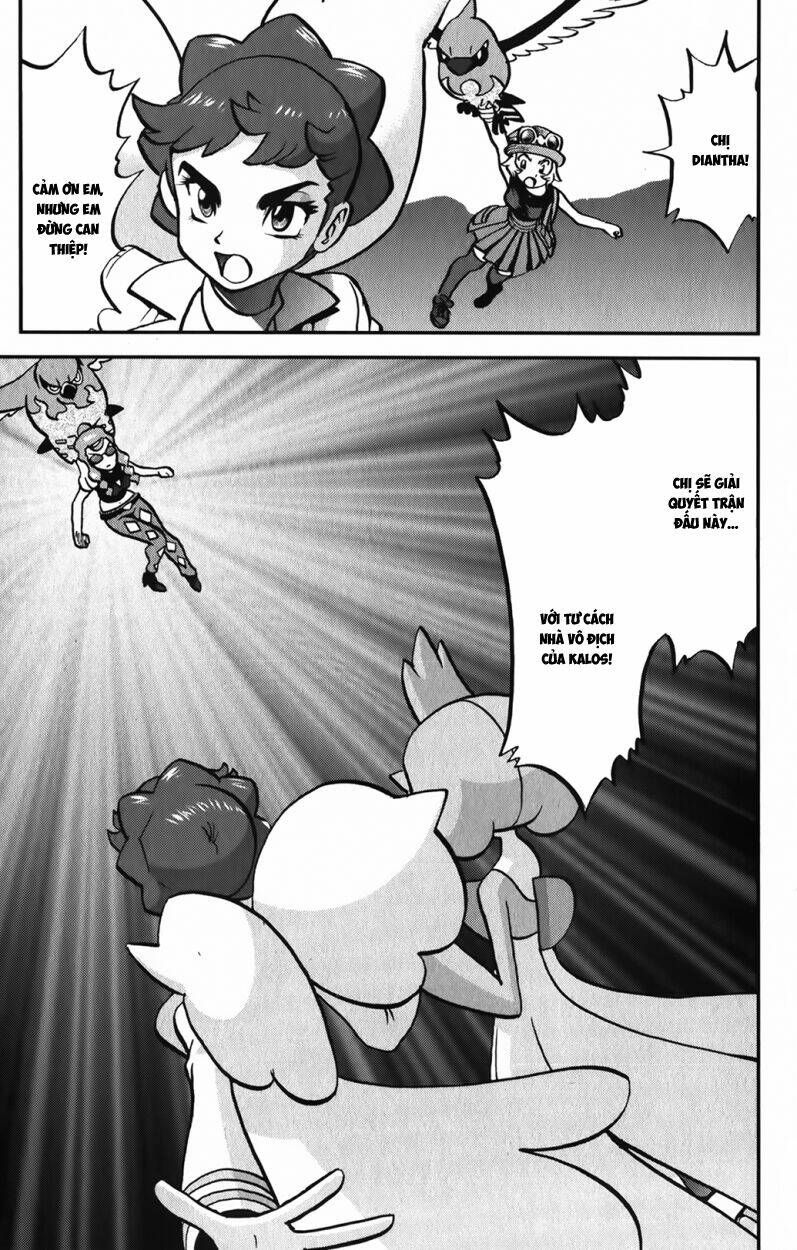 CHỊ
DIANTHA!
CẢM ƠN EM,
NHƯNG EM
ĐỪNG CAN
THIỆP!
CHỊ SẼ GIẢI
QUYẾT TRẬN
ĐẤU NÀY...
VỚI TƯ CÁCH
NHÀ VÔ ĐỊCH
CỦA KALOS!